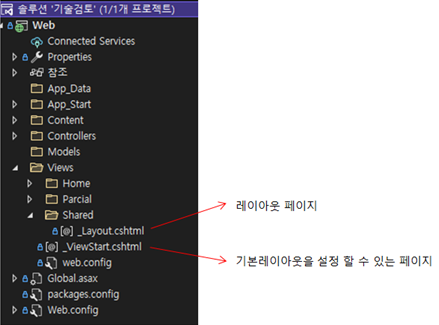 솔루션 '기술검토' (1/1개 프로젝트)
Web
Connected Services
Properties
참조
App_Data
App_Start
Content
Controllers
Models
Views
Home
Parcial
Shared
_Layout.cshtml
레이아웃 페이지
_ViewStart.cshtml
기본레이아웃을 설정 할 수 있는 페이지
web.config
Global.asax
packages.config
Web.config